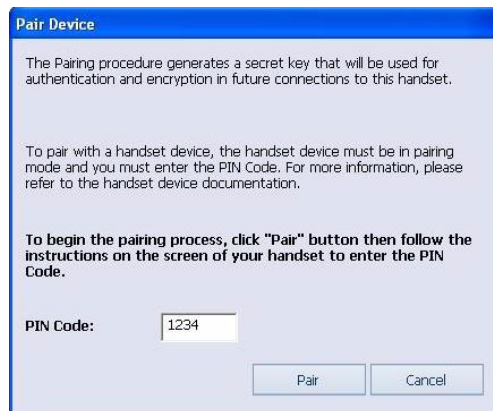 Pair Device
The Pairing procedure generates a secret key that will be used for
authentication and encryption in future connections to this handset.
To pair with a handset device, the handset device must be in pairing
mode and you must enter the PIN Code. For more information, please
refer to the handset device documentation.
To begin the pairing process, click "Pair" button then follow the
instructions on the screen of your handset to enter the PIN
Code.
PIN Code: 1234
Pair Cancel